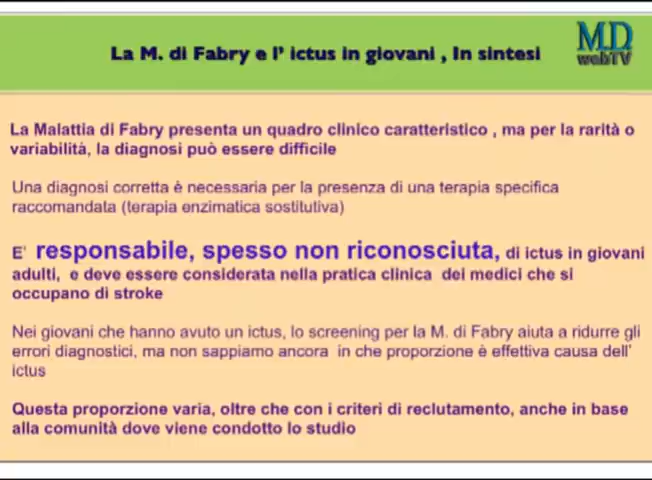 La M. di Fabry e l' ictus in giovani , In sintesi
MD
webTV
La Malattia di Fabry presenta un quadro clinico caratteristico , ma per la rarità o
variabilità, la diagnosi può essere difficile
Una diagnosi corretta è necessaria per la presenza di una terapia specifica
raccomandata (terapia enzimatica sostitutiva)
E' responsabile, spesso non riconosciuta, di ictus in giovani
adulti, e deve essere considerata nella pratica clinica dei medici che si
occupano di stroke
Nei giovani che hanno avuto un ictus, lo screening per la M. di Fabry aiuta a ridurre gli
errori diagnostici, ma non sappiamo ancora in che proporzione è effettiva causa dell'
ictus
Questa proporzione varia, oltre che con i criteri di reclutamento, anche in base
alla comunità dove viene condotto lo studio